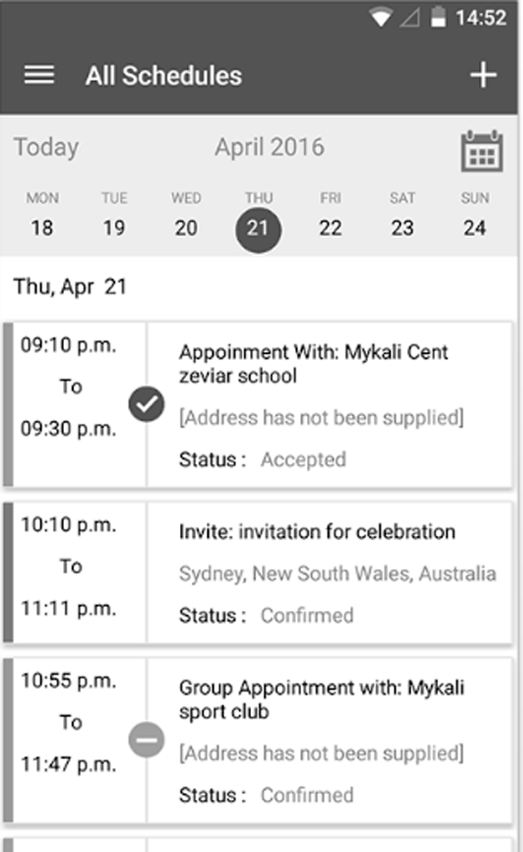 14:52
All Schedules
Today April 2016
MON TUE WED THU FRI SAT SUN
18 19 20 21 22 23 24
Thu, Apr 21
09:10 p.m.
To
09:30 p.m.
Appoinment With: Mykali Cent
zeviar school
[Address has not been supplied]
Status : Accepted
10:10 p.m.
To
11:11 p.m.
Invite: invitation for celebration
Sydney, New South Wales, Australia
Status : Confirmed
10:55 p.m.
To
11:47 p.m.
Group Appointment with: Mykali
sport club
[Address has not been supplied]
Status : Confirmed